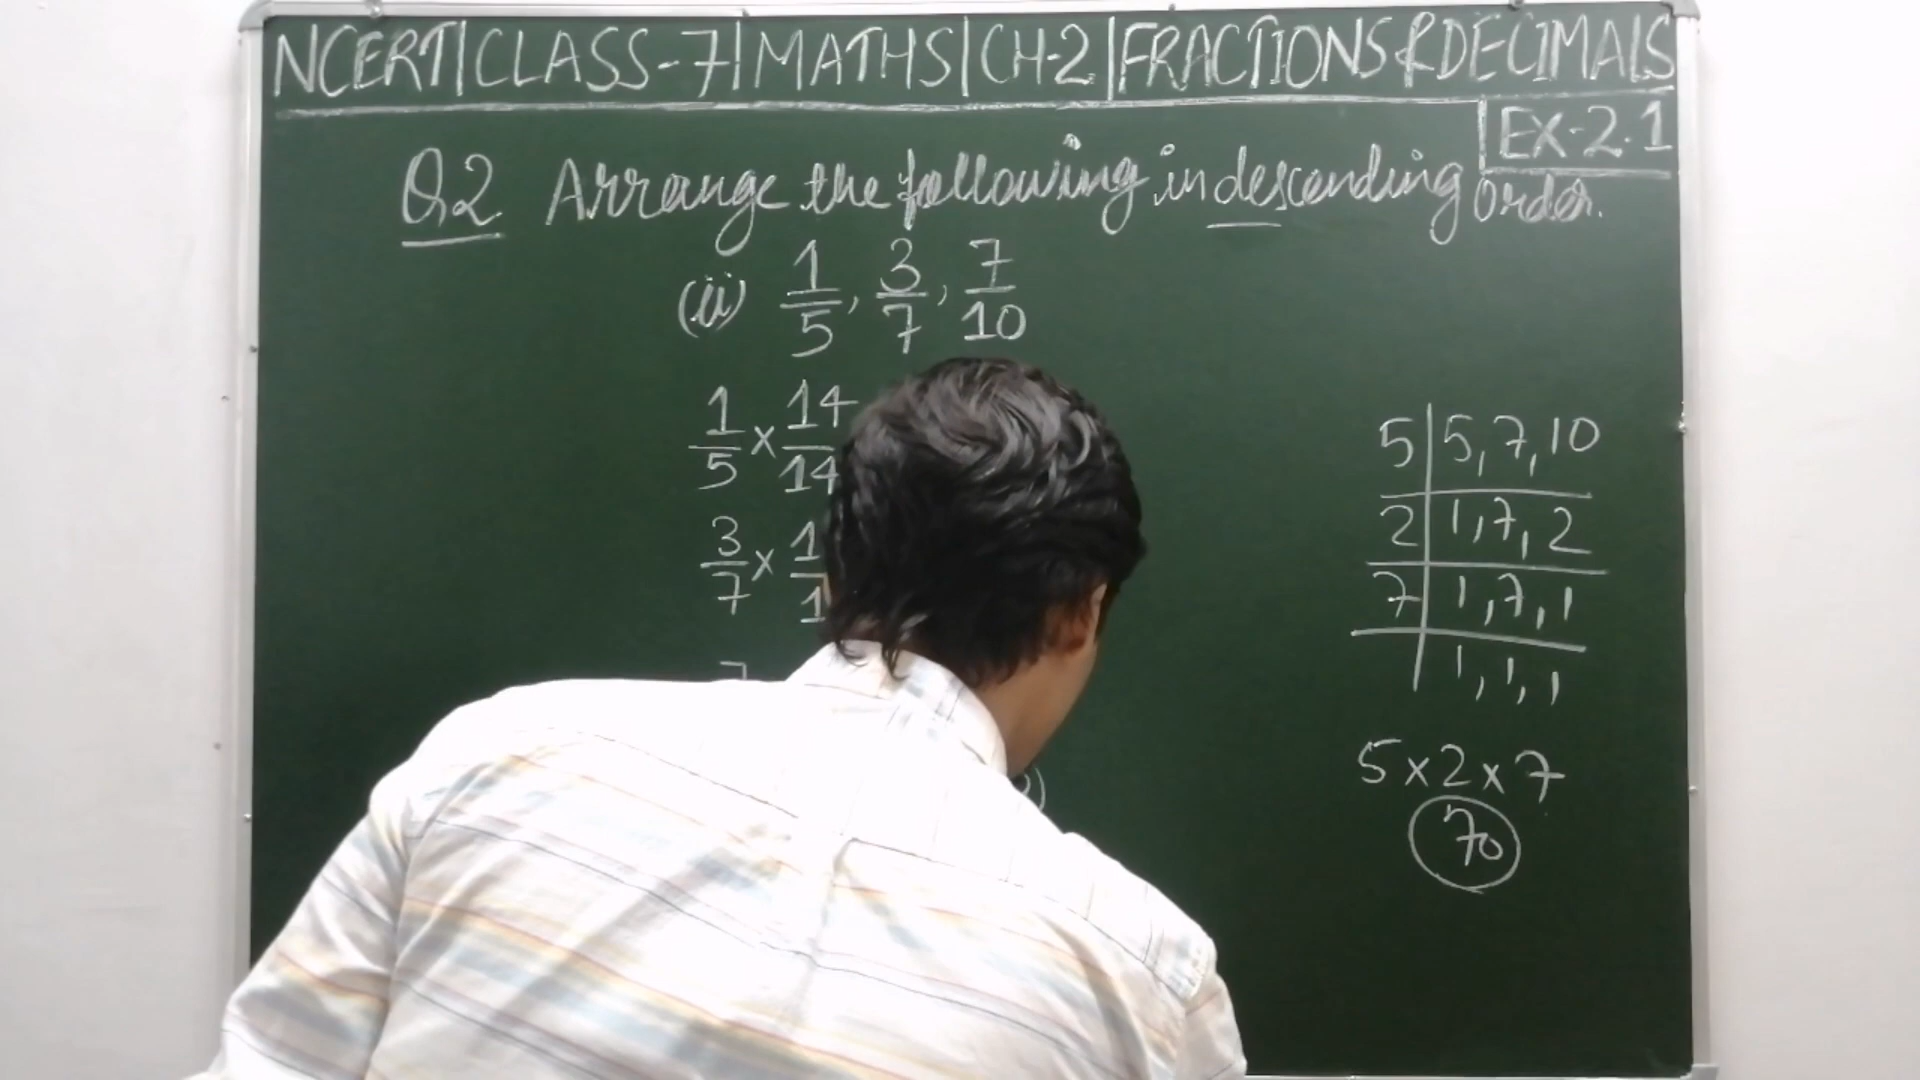 NCERT|CLASS-7|MATHS|CH-2|FRACTIONS & DECIMALS
EX-2.1
Q2 Arrange the following in descending order.
(ii) 1/5, 3/7, 7/10
1/5 × 14/14
3/7 × 1 / 1
7
5 | 5, 7, 10
2 | 1, 7, 2
7 | 1, 7, 1
| 1, 1, 1
5 × 2 × 7
70